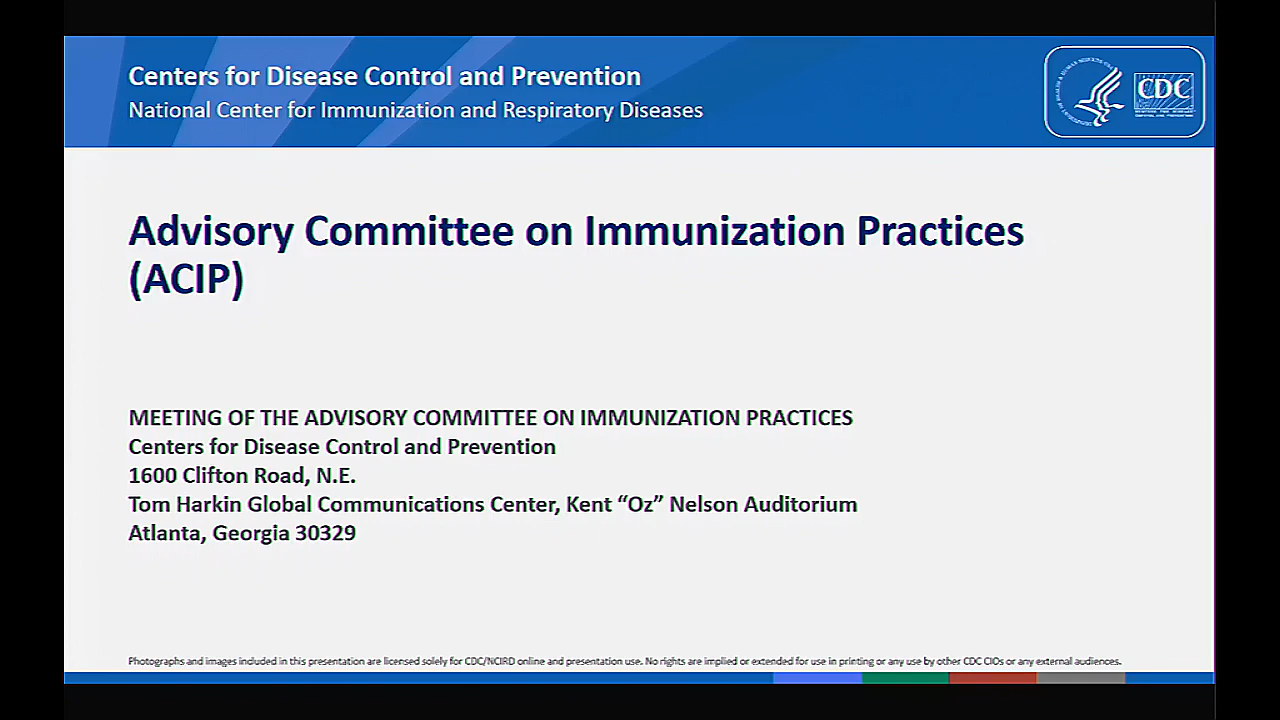 Centers for Disease Control and Prevention
National Center for Immunization and Respiratory Diseases
CDC
Advisory Committee on Immunization Practices
(ACIP)
MEETING OF THE ADVISORY COMMITTEE ON IMMUNIZATION PRACTICES
Centers for Disease Control and Prevention
1600 Clifton Road, N.E.
Tom Harkin Global Communications Center, Kent “Oz” Nelson Auditorium
Atlanta, Georgia 30329
Photographs and images included in this presentation are licensed solely for CDC/NCIRD online and presentation use. No rights are implied or extended for use in printing or any use by other CDC CIOs or any external audiences.